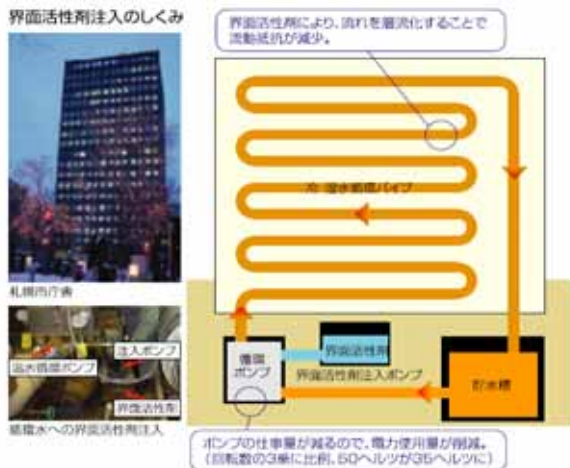 界面活性剤注入のしくみ
界面活性剤により、流れを層流化することで
流動抵抗が減少。
冷 温水循環パイプ
札幌市庁舎
注入ポンプ
温水循環ポンプ
界面活性剤
循環水への界面活性剤注入
循環
ポンプ
界面活性剤
界面活性剤注入ポンプ
貯水槽
ポンプの仕事量が減るので、電力使用量が削減。
(回転数の3乗に比例、50ヘルツが35ヘルツに)